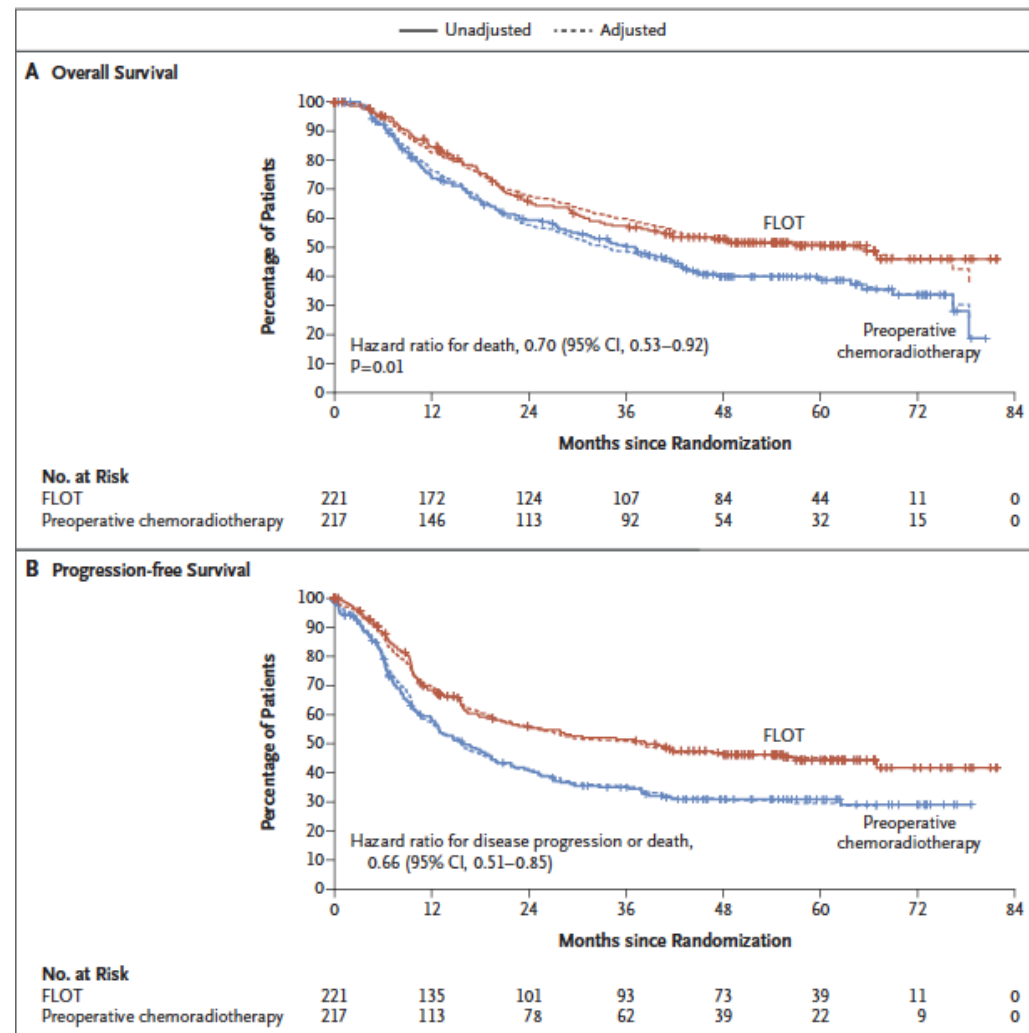 Unadjusted Adjusted
A Overall Survival
100
90
80
70
60
50
40
30
20
10
0
Percentage of Patients
FLOT
Preoperative
chemoradiotherapy
Hazard ratio for death, 0.70 (95% CI, 0.53–0.92)
P=0.01
0 12 24 36 48 60 72 84
Months since Randomization
No. at Risk
FLOT 221 172 124 107 84 44 11 0
Preoperative chemoradiotherapy 217 146 113 92 54 32 15 0
B Progression-free Survival
100
90
80
70
60
50
40
30
20
10
0
Percentage of Patients
FLOT
Preoperative
chemoradiotherapy
Hazard ratio for disease progression or death,
0.66 (95% CI, 0.51–0.85)
0 12 24 36 48 60 72 84
Months since Randomization
No. at Risk
FLOT 221 135 101 93 73 39 11 0
Preoperative chemoradiotherapy 217 113 78 62 39 22 9 0